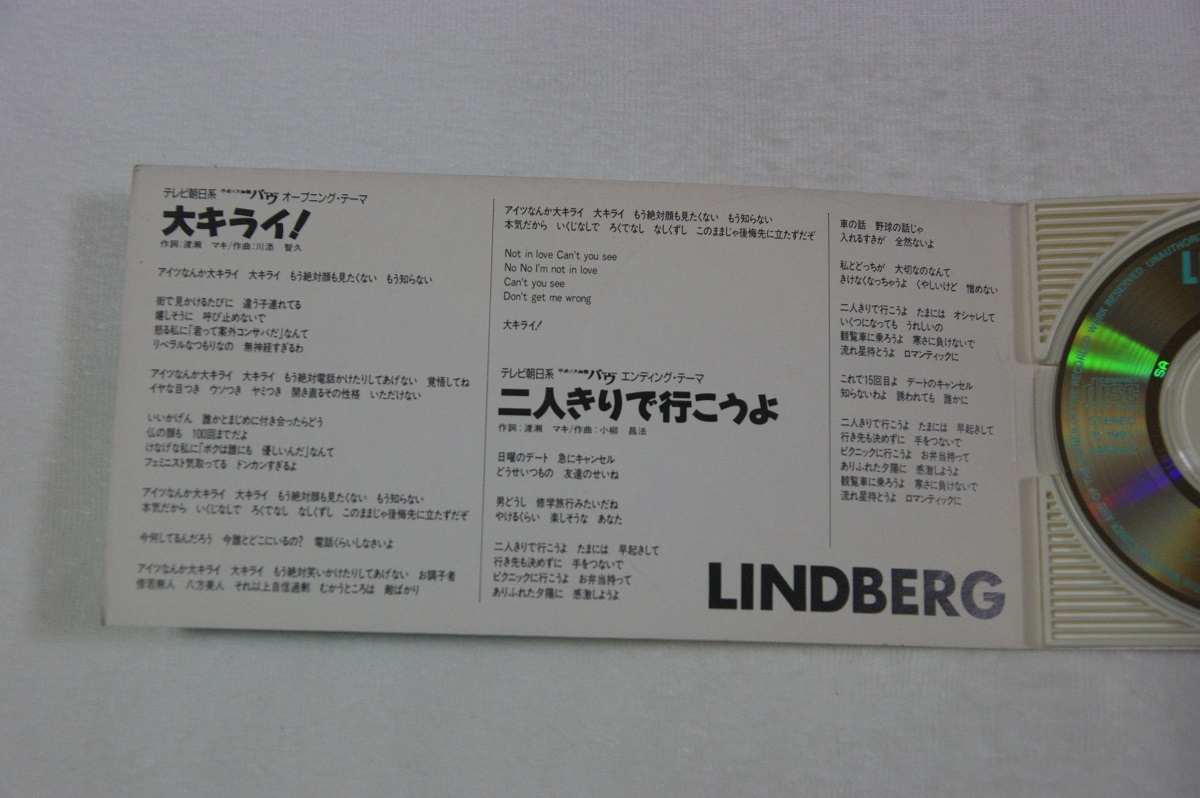 テレビ朝日系 バウ オープニング・テーマ
大キライ!
作詞:渡瀬 マキ/作曲:川添 智久
アイツなんか大キライ 大キライ もう絶対顔も見たくない もう知らない
街で見かけるたびに 違う子連れてる
嬉しそうに 呼び止めないで
怒る私に「君って案外コンサバだ」なんて
リベラルなつもりなの 無神経すぎるわ
アイツなんか大キライ 大キライ もう絶対電話かけたりしてあげない 覚悟してね
イヤな目つき ウソつき ヤミつき 開き直るその性格 いただけない
いいかげん 誰かとまじめに付き合ったらどう
仏の顔も 100回までだよ
けなげな私に「ボクは誰にも 優しいんだ」なんて
フェミニスト気取ってる ドンカンすぎるよ
アイツなんか大キライ 大キライ もう絶対顔も見たくない もう知らない
本気だから いくじなしで ろくでなし なしくずし このままじゃ後悔先に立たずだぞ
今何してるんだろう 今誰とどこにいるの? 電話くらいしなさいよ
アイツなんか大キライ 大キライ もう絶対笑いかけたりしてあげない お調子者
傍若無人 八方美人 それ以上自信過剰 むかうところは 敵ばかり
アイツなんか大キライ 大キライ もう絶対顔も見たくない もう知らない
本気だから いくじなしで ろくでなし なしくずし このままじゃ後悔先に立たずだぞ
Not in love Can't you see
No No I'm not in love
Can't you see
Don't get me wrong
大キライ!
テレビ朝日系 バウ エンディング・テーマ
二人きりで行こうよ
作詞:渡瀬 マキ/作曲:小柳 昌法
日曜のデート 急にキャンセル
どうせいつもの 友達のせいね
男どうし 修学旅行みたいだね
やけるくらい 楽しそうな あなた
二人きりで行こうよ たまには 早起きして
行き先も決めずに 手をつないで
ピクニックに行こうよ お弁当持って
ありふれた夕陽に 感激しようよ
車の話 野球の話じゃ
入れるすきが 全然ないよ
私とどっちが 大切なのなんて
きけなくなっちゃうよ くやしいけど 憎めない
二人きりで行こうよ たまには オシャレして
いくつになっても うれしいの
観覧車に乗ろうよ 寒さに負けないで
流れ星待とうよ ロマンティックに
これで15回目よ デートのキャンセル
知らないわよ 誘われても 誰かに
二人きりで行こうよ たまには 早起きして
行き先も決めずに 手をつないで
ピクニックに行こうよ お弁当持って
ありふれた夕陽に 感激しようよ
観覧車に乗ろうよ 寒さに負けないで
流れ星待とうよ ロマンティックに
LINDBERG